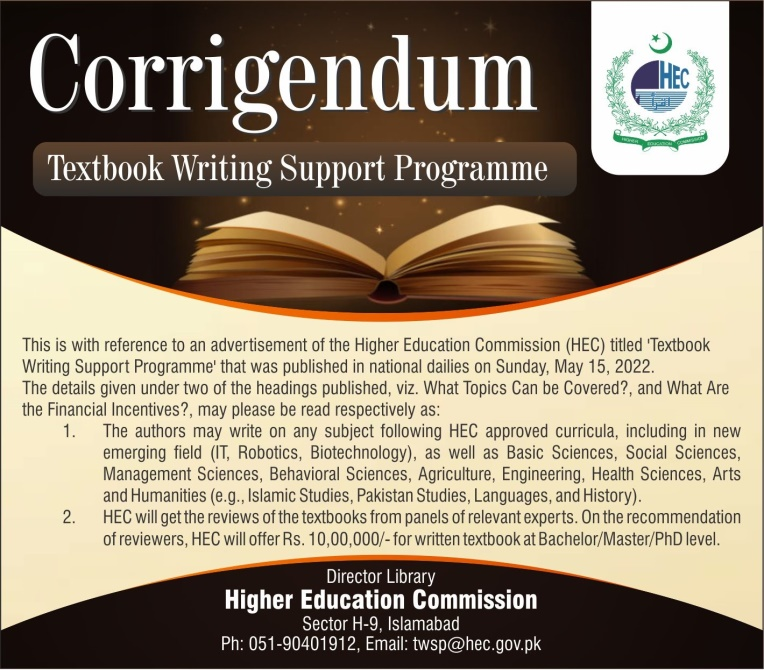 Corrigendum
HEC
HIGHER EDUCATION COMMISSION
Textbook Writing Support Programme
This is with reference to an advertisement of the Higher Education Commission (HEC) titled 'Textbook
Writing Support Programme' that was published in national dailies on Sunday, May 15, 2022.
The details given under two of the headings published, viz. What Topics Can be Covered?, and What Are
the Financial Incentives?, may please be read respectively as:
1. The authors may write on any subject following HEC approved curricula, including in new
emerging field (IT, Robotics, Biotechnology), as well as Basic Sciences, Social Sciences,
Management Sciences, Behavioral Sciences, Agriculture, Engineering, Health Sciences, Arts
and Humanities (e.g., Islamic Studies, Pakistan Studies, Languages, and History).
2. HEC will get the reviews of the textbooks from panels of relevant experts. On the recommendation
of reviewers, HEC will offer Rs. 10,00,000/- for written textbook at Bachelor/Master/PhD level.
Director Library
Higher Education Commission
Sector H-9, Islamabad
Ph: 051-90401912, Email: twsp@hec.gov.pk